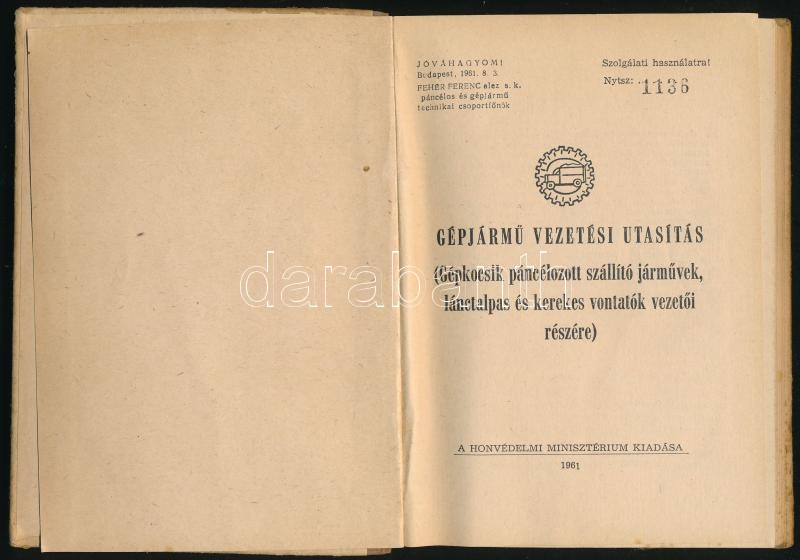 JÓVÁHAGYOM!
Budapest, 1961. 8. 3.
FEHÉR FERENC alez s. k.
páncélos és gépjármű
technikai csoportfőnök
Szolgálati használatra!
Nytsz: ..1136
GÉPJÁRMŰ VEZETÉSI UTASÍTÁS
(Gépkocsik páncélozott szállító járművek,
lánctalpas és kerekes vontatók vezetői
részére)
A HONVÉDELMI MINISZTÉRIUM KIADÁSA
1961
darabanth